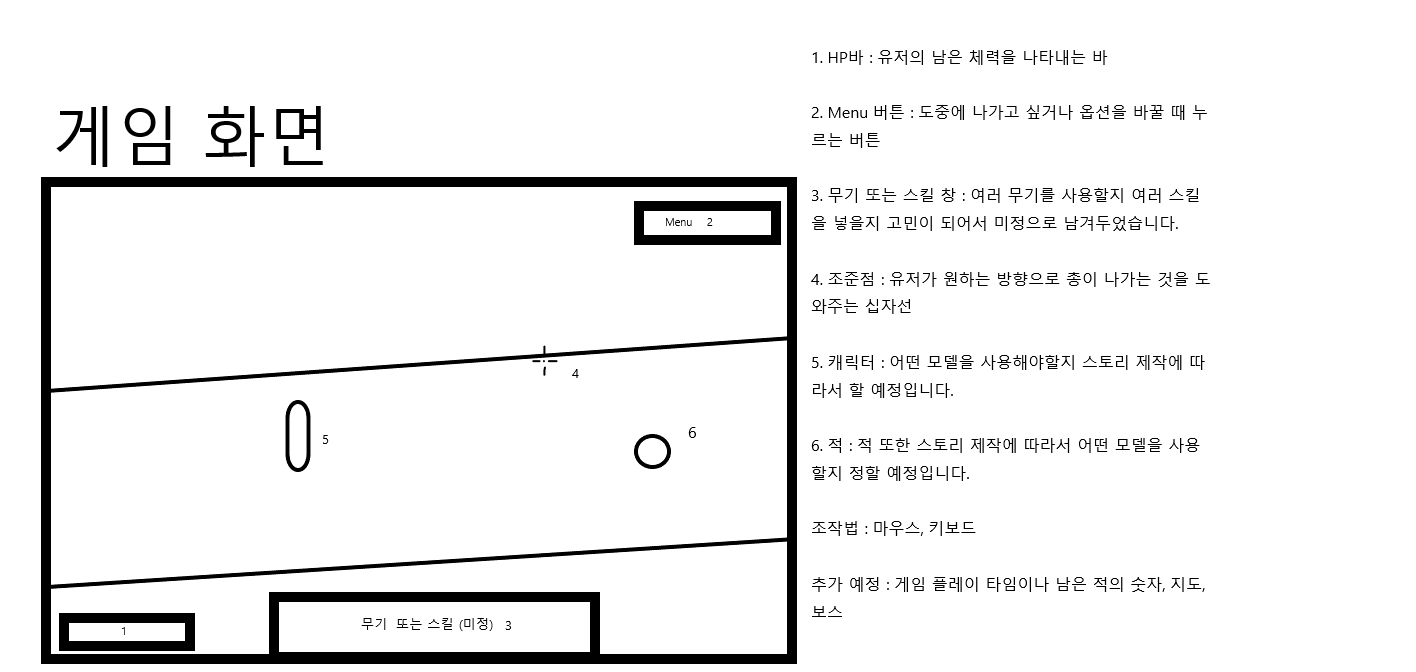 게임 화면
Menu 2
4
5
6
1
무기 또는 스킬 (미정) 3
1. HP바 : 유저의 남은 체력을 나타내는 바
2. Menu 버튼 : 도중에 나가고 싶거나 옵션을 바꿀 때 누
르는 버튼
3. 무기 또는 스킬 창 : 여러 무기를 사용할지 여러 스킬
을 넣을지 고민이 되어서 미정으로 남겨두었습니다.
4. 조준점 : 유저가 원하는 방향으로 총이 나가는 것을 도
와주는 십자선
5. 캐릭터 : 어떤 모델을 사용해야할지 스토리 제작에 따
라서 할 예정입니다.
6. 적 : 적 또한 스토리 제작에 따라서 어떤 모델을 사용
할지 정할 예정입니다.
조작법 : 마우스, 키보드
추가 예정 : 게임 플레이 타임이나 남은 적의 숫자, 지도,
보스